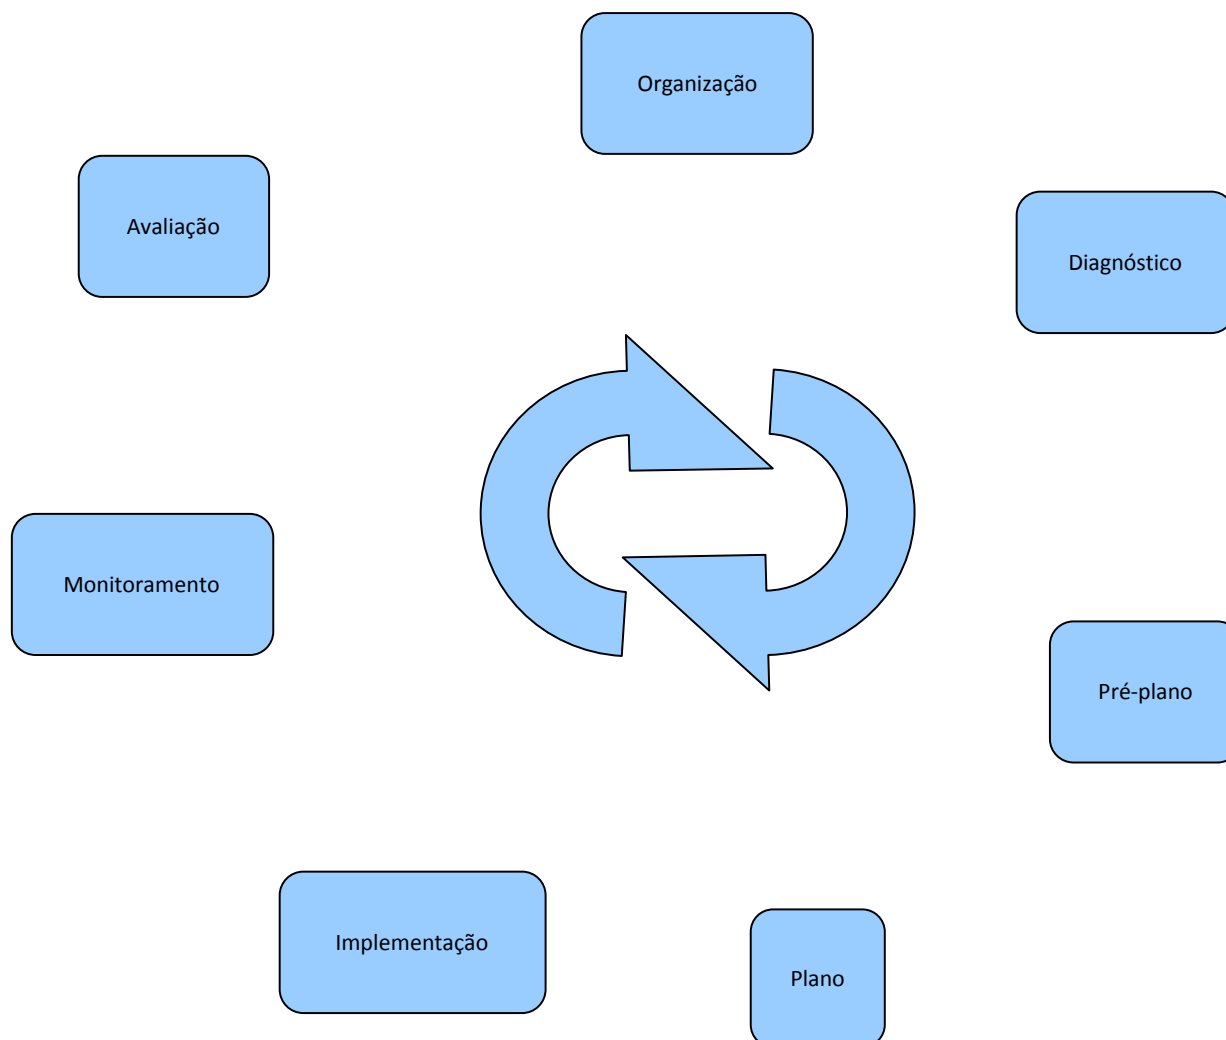 Organização
Diagnóstico
Pré-plano
Plano
Implementação
Monitoramento
Avaliação